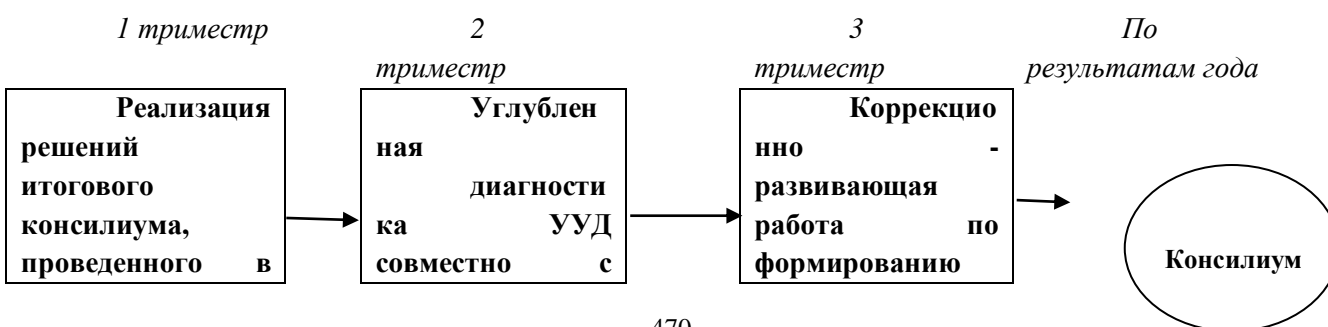 1 триместр
2
триместр
3
триместр
По
результатам года
Реализация
решений
итогового
консилиума,
проведенного в
Углублен
ная
диагности
ка УУД
совместно с
Коррекцио
нно -
развивающая
работа по
формированию
Консилиум